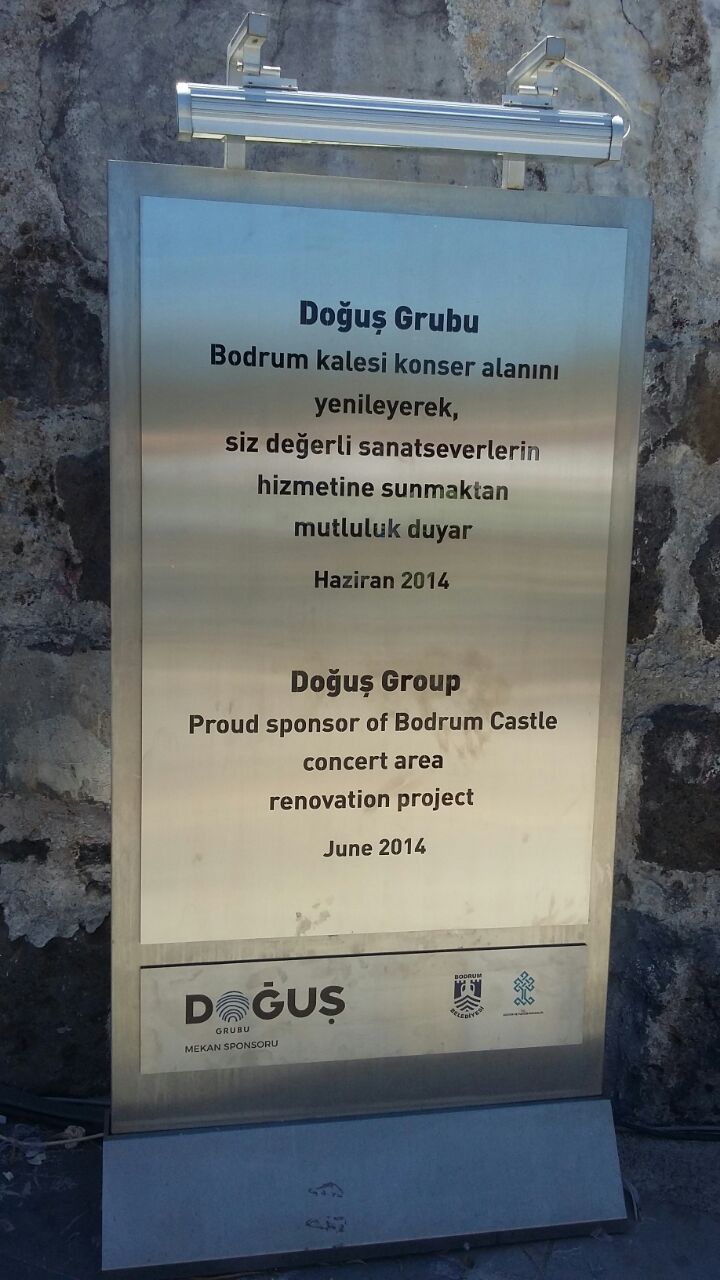 Doğuş Grubu
Bodrum kalesi konser alanını
yenileyerek,
siz değerli sanatseverlerin
hizmetine sunmaktan
mutluluk duyar
Haziran 2014
Doğuş Group
Proud sponsor of Bodrum Castle
concert area
renovation project
June 2014
DOĞUŞ
GRUBU
MEKAN SPONSORU
BODRUM
BELEDİYESİ